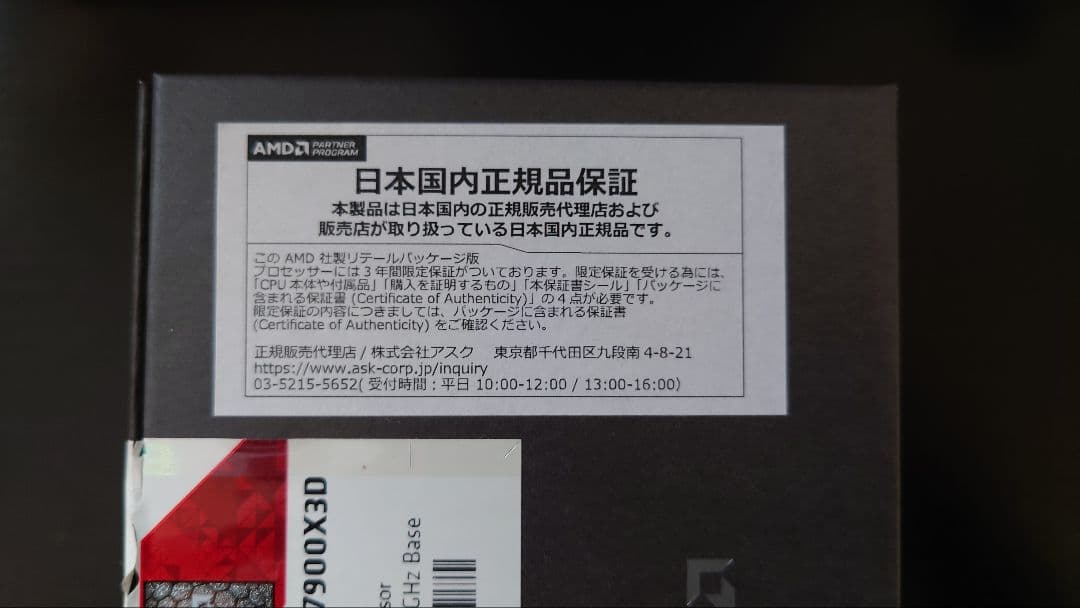 AMD PARTNER PROGRAM
日本国内正規品保証
本製品は日本国内の正規販売代理店および
販売店が取り扱っている日本国内正規品です。
この AMD 社製リテールパッケージ版
プロセッサーには3年間限定保証がついております。限定保証を受ける為には、
「CPU 本体や付属品」「購入を証明するもの」「本保証書シール」「パッケージに
含まれる保証書 (Certificate of Authenticity)」の4点が必要です。
限定保証の内容につきましては、パッケージに含まれる保証書
(Certificate of Authenticity) をご確認ください。
正規販売代理店 / 株式会社アスク 東京都千代田区九段南 4-8-21
https://www.ask-corp.jp/inquiry
03-5215-5652( 受付時間：平日 10:00-12:00 / 13:00-16:00）
7900X3D
GHz Base